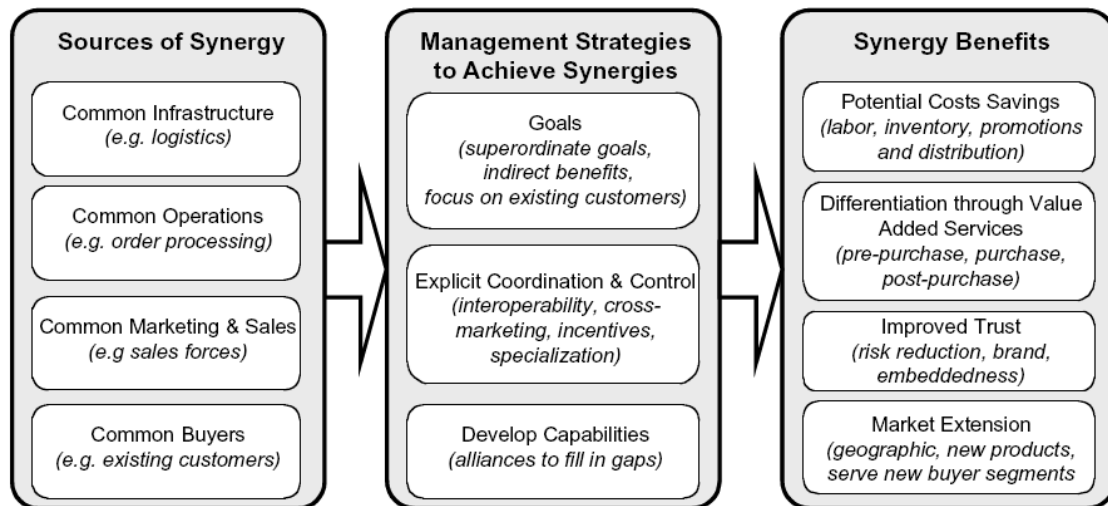 Sources of Synergy
Common Infrastructure
(e.g. logistics)
Common Operations
(e.g. order processing)
Common Marketing & Sales
(e.g sales forces)
Common Buyers
(e.g. existing customers)
Management Strategies
to Achieve Synergies
Goals
(superordinate goals,
indirect benefits,
focus on existing customers)
Explicit Coordination & Control
(interoperability, cross-
marketing, incentives,
specialization)
Develop Capabilities
(alliances to fill in gaps)
Synergy Benefits
Potential Costs Savings
(labor, inventory, promotions
and distribution)
Differentiation through Value
Added Services
(pre-purchase, purchase,
post-purchase)
Improved Trust
(risk reduction, brand,
embeddedness)
Market Extension
(geographic, new products,
serve new buyer segments